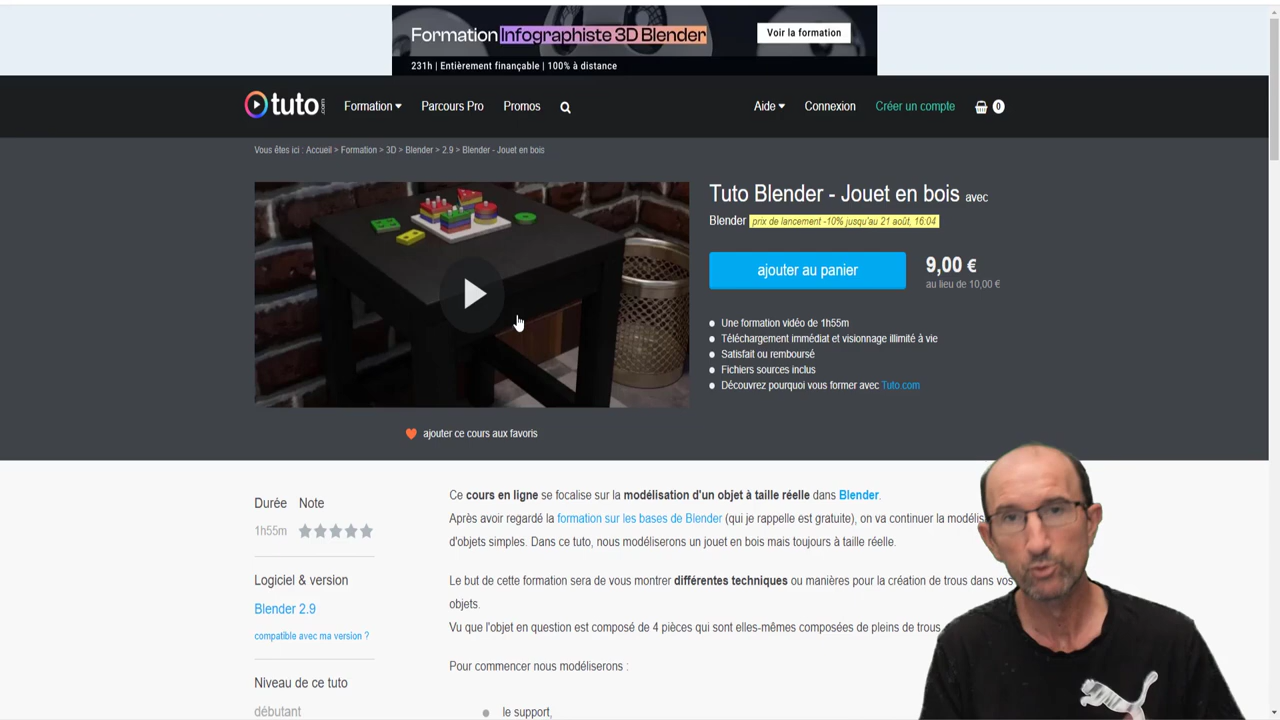 Formation Infographiste 3D Blender
Voir la formation
231h | Entièrement finançable | 100% à distance
tuto.com
Formation
Parcours Pro
Promos
Aide
Connexion
Créer un compte
0
Vous êtes ici : Accueil > Formation > 3D > Blender > 2.9 > Blender - Jouet en bois
Tuto Blender - Jouet en bois avec
Blender prix de lancement -10% jusqu'au 21 août, 16:04
ajouter au panier
9,00 €
au lieu de 10,00 €
Une formation vidéo de 1h55m
Téléchargement immédiat et visionnage illimité à vie
Satisfait ou remboursé
Fichiers sources inclus
Découvrez pourquoi vous former avec Tuto.com
ajouter ce cours aux favoris
Durée Note
1h55m
Logiciel & version
Blender 2.9
compatible avec ma version ?
Niveau de ce tuto
débutant
Ce cours en ligne se focalise sur la modélisation d'un objet à taille réelle dans Blender.
Après avoir regardé la formation sur les bases de Blender (qui je rappelle est gratuite), on va continuer la
d'objets simples. Dans ce tuto, nous modéliserons un jouet en bois mais toujours à taille réelle.
Le but de cette formation sera de vous montrer différentes techniques ou manières pour la création de trous dans vos
objets.
Vu que l'objet en question est composé de 4 pièces qui sont elles-mêmes composées de pleins de trous
Pour commencer nous modéliserons :
le support,